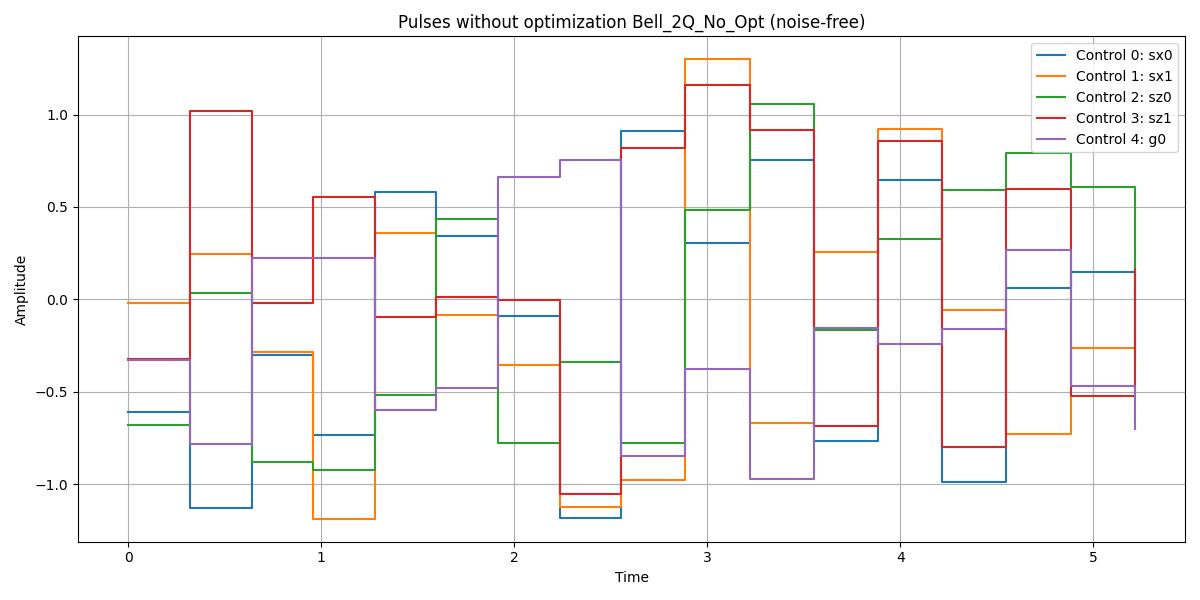 Pulses without optimization Bell_2Q_No_Opt (noise-free)
Control 0: sx0
Control 1: sx1
Control 2: sz0
Control 3: sz1
Control 4: g0
Amplitude
1.0
0.5
0.0
−0.5
−1.0
0 1 2 3 4 5
Time